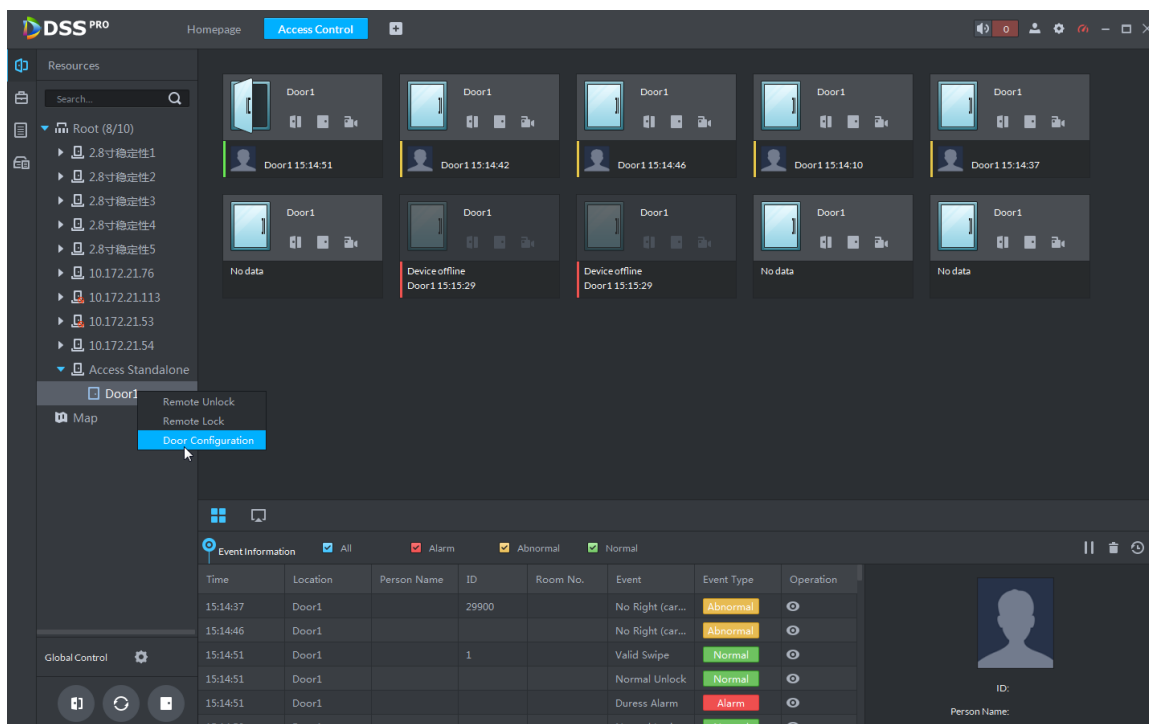 DSS PRO
Homepage
Access Control
0
Resources
Search...
Root (8/10)
2.8寸稳定性1
2.8寸稳定性2
2.8寸稳定性3
2.8寸稳定性4
2.8寸稳定性5
10.172.21.76
10.172.21.113
10.172.21.53
10.172.21.54
Access Standalone
Door1
Map
Remote Unlock
Remote Lock
Door Configuration
Global Control
Door1
Door1 15:14:51
Door1
Door1 15:14:42
Door1
Door1 15:14:46
Door1
Door1 15:14:10
Door1
Door1 15:14:37
Door1
No data
Door1
Device offline
Door1 15:15:29
Door1
Device offline
Door1 15:15:29
Door1
No data
Door1
No data
Event Information All Alarm Abnormal Normal
Time Location Person Name ID Room No. Event Event Type Operation
15:14:37 Door1 29900 No Right (car... Abnormal
15:14:46 Door1 No Right (car... Abnormal
15:14:51 Door1 1 Valid Swipe Normal
15:14:51 Door1 Normal Unlock Normal
15:14:51 Door1 Duress Alarm Alarm
ID:
Person Name: